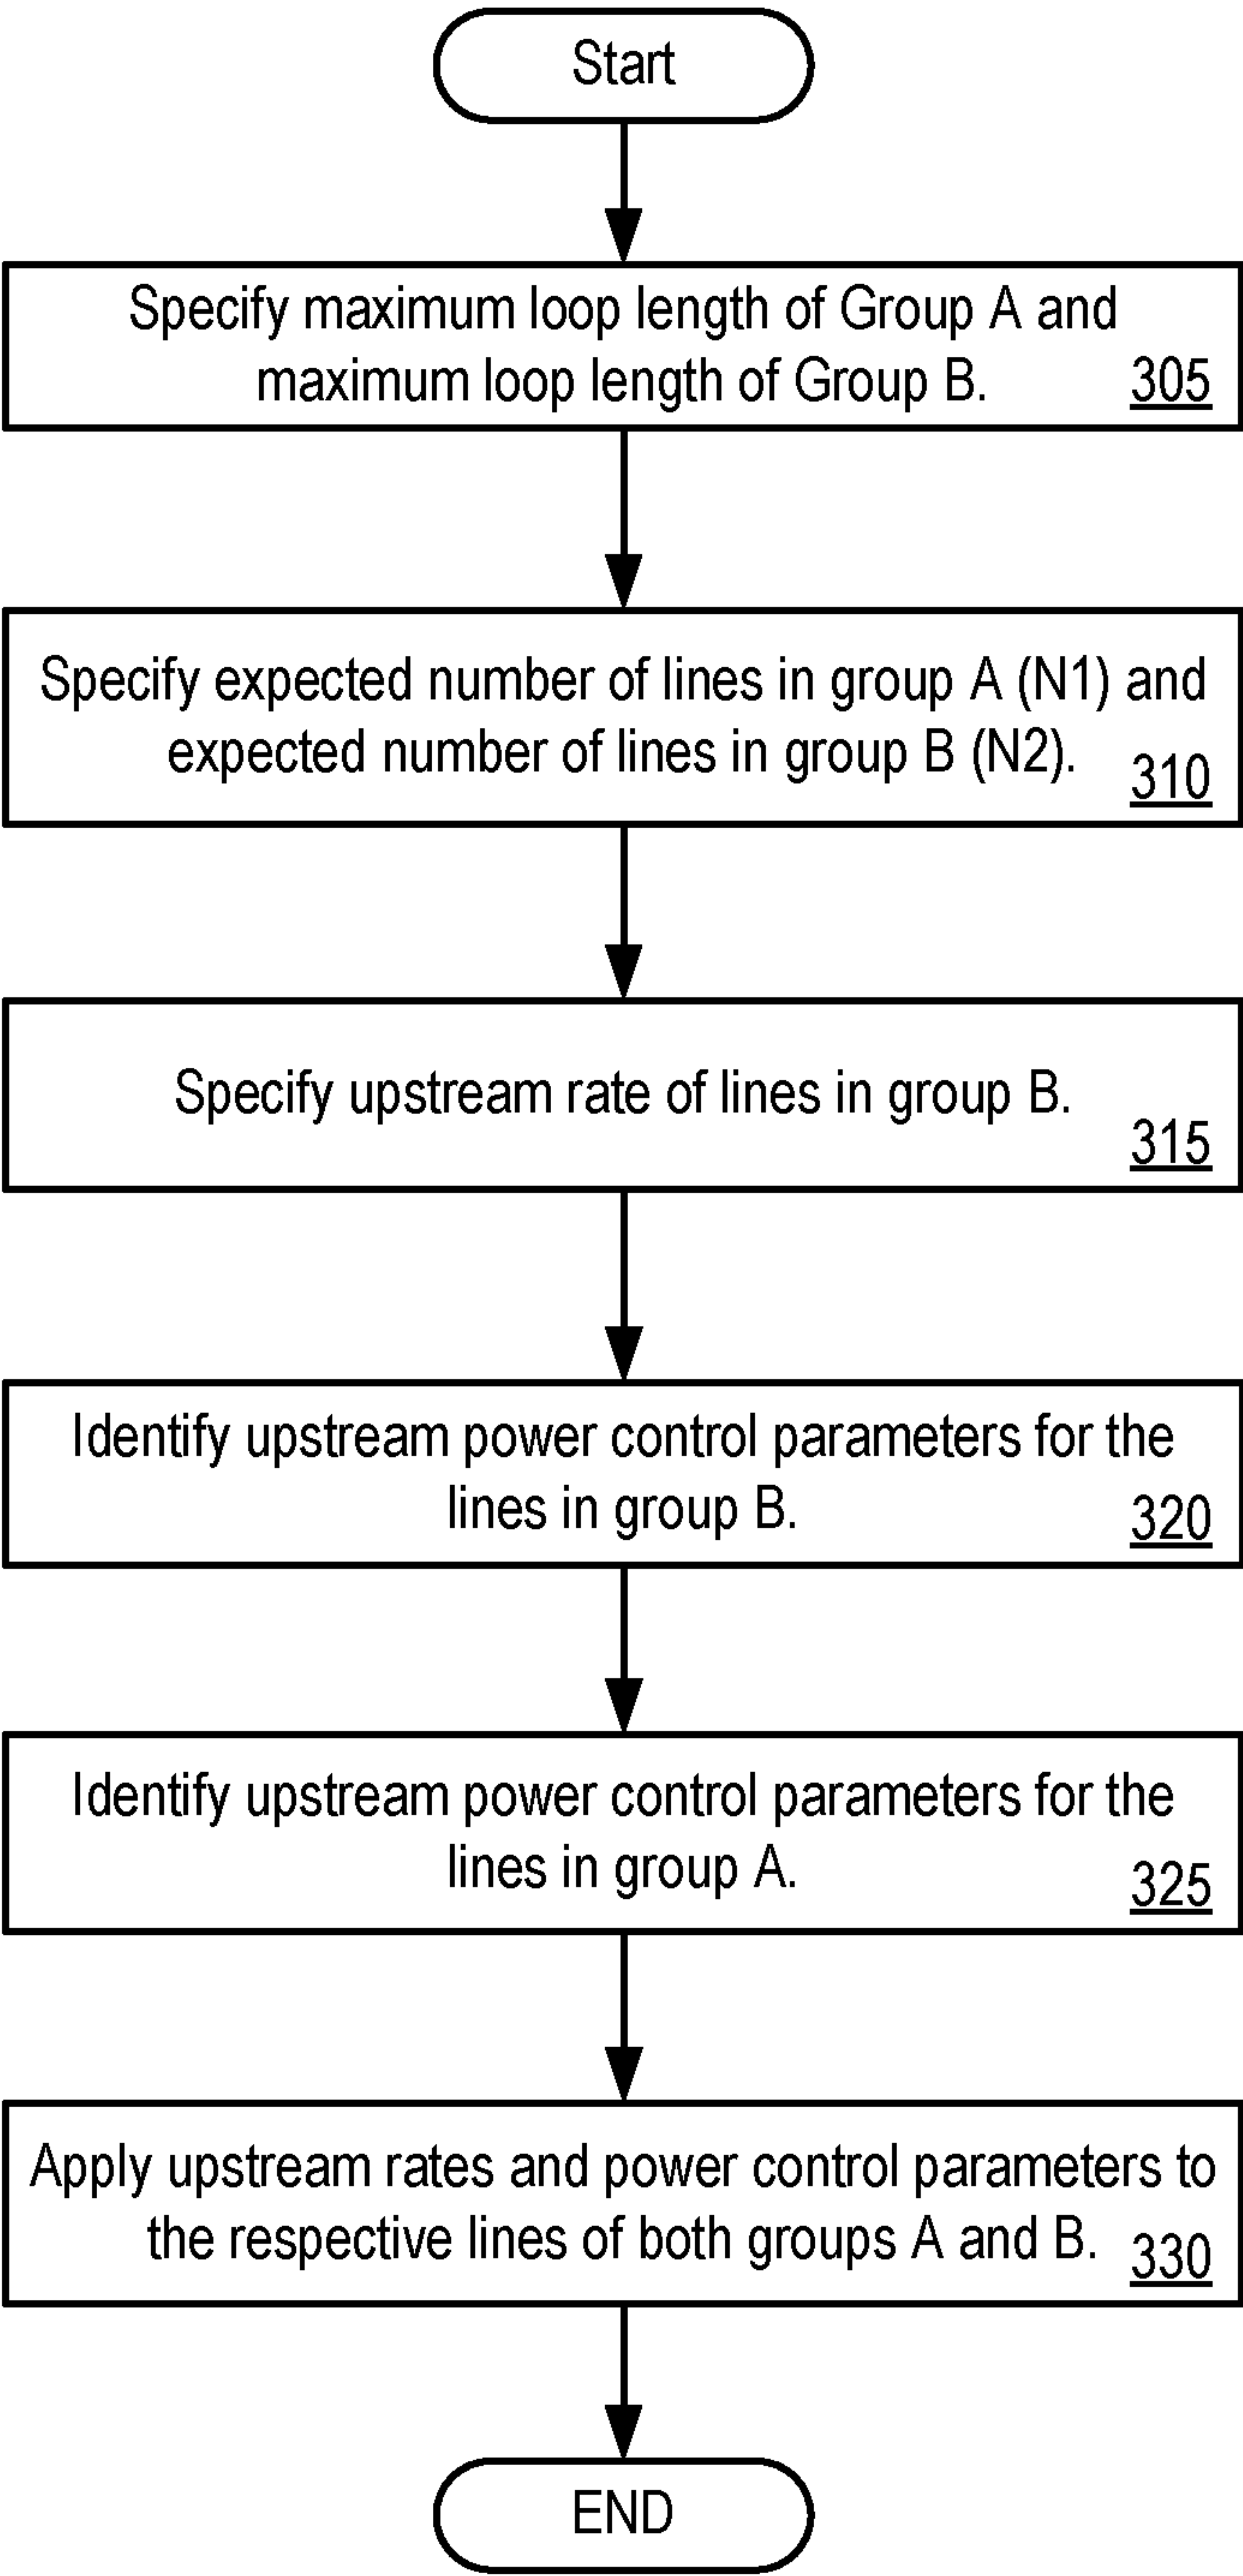 Start
Specify maximum loop length of Group A and
maximum loop length of Group B.
305
Specify expected number of lines in group A (N1) and
expected number of lines in group B (N2).
310
Specify upstream rate of lines in group B.
315
Identify upstream power control parameters for the
lines in group B.
320
Identify upstream power control parameters for the
lines in group A.
325
Apply upstream rates and power control parameters to
the respective lines of both groups A and B.
330
END